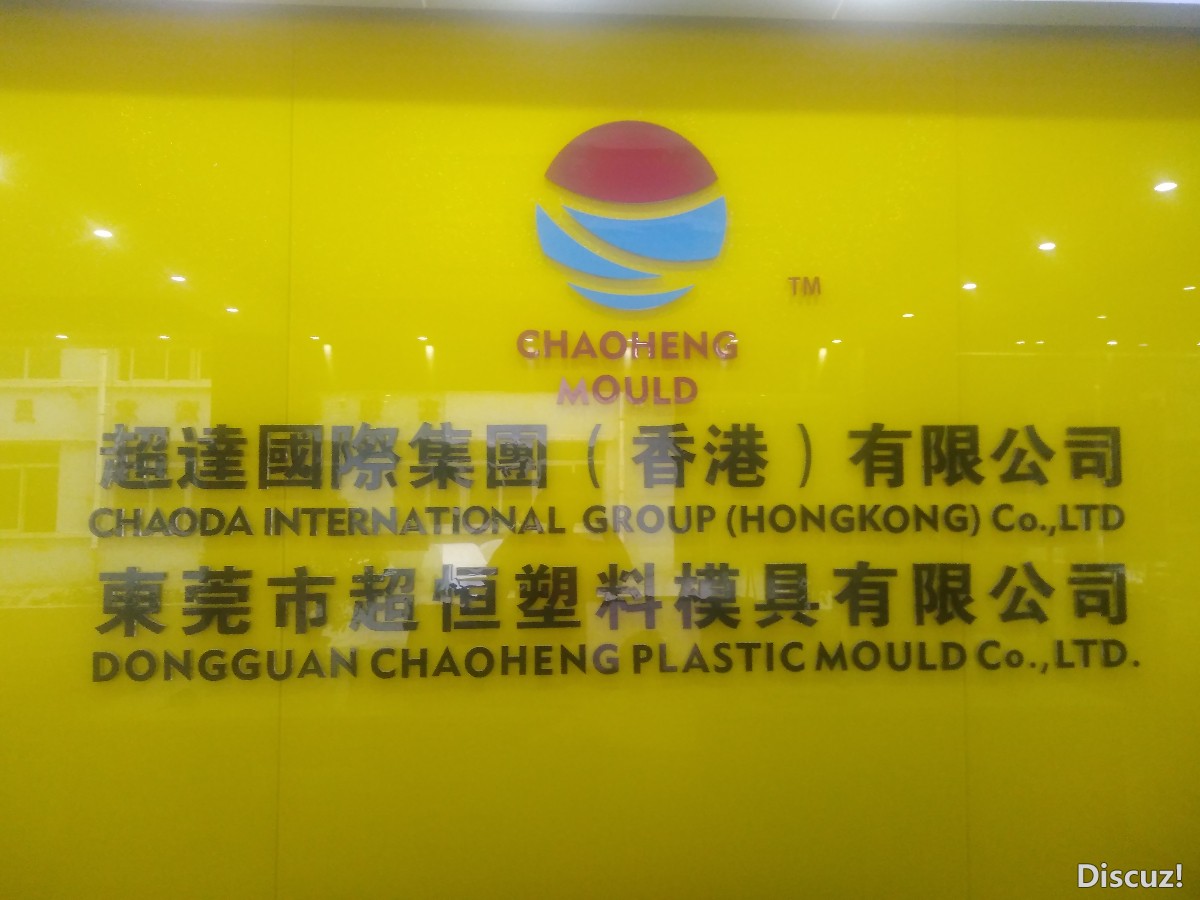 TM
CHAOHENG
MOULD
超達國際集團（香港）有限公司
CHAODA INTERNATIONAL GROUP (HONGKONG) Co.,LTD
東莞市超恒塑料模具有限公司
DONGGUAN CHAOHENG PLASTIC MOULD Co.,LTD.
Discuz!